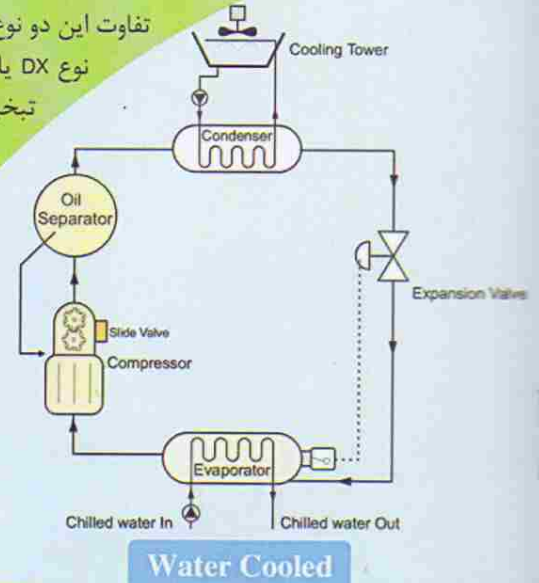 تفاوت این دو نوع
نوع DX یا
تبخ
Cooling Tower
Condenser
Oil
Separator
Expansion Valve
Slide Valve
Compressor
Evaporator
Chilled water In
Chilled water Out
Water Cooled